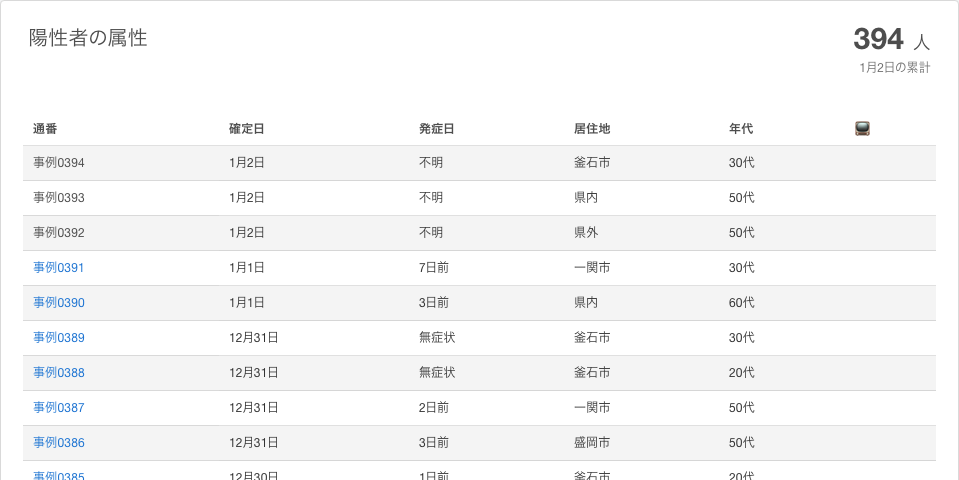 陽性者の属性
394 人
1月2日の累計
通番 確定日 発症日 居住地 年代
事例0394 1月2日 不明 釜石市 30代
事例0393 1月2日 不明 県内 50代
事例0392 1月2日 不明 県外 50代
事例0391 1月1日 7日前 一関市 30代
事例0390 1月1日 3日前 県内 60代
事例0389 12月31日 無症状 釜石市 30代
事例0388 12月31日 無症状 釜石市 20代
事例0387 12月31日 2日前 一関市 50代
事例0386 12月31日 3日前 盛岡市 50代
事例0385 12月30日 1日前 釜石市 20代